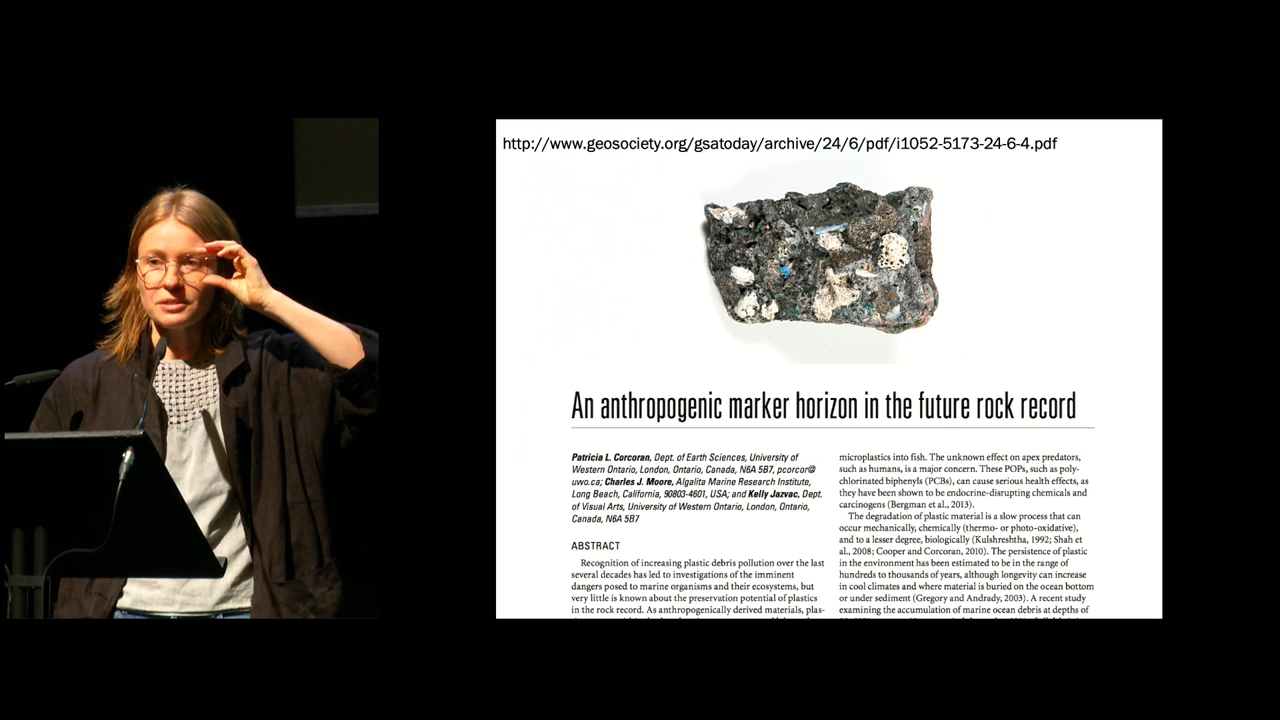 http://www.geosociety.org/gsatoday/archive/24/6/pdf/i1052-5173-24-6-4.pdf
An anthropogenic marker horizon in the future rock record
Patricia L. Corcoran, Dept. of Earth Sciences, University of
Western Ontario, London, Ontario, Canada, N6A 5B7, pcorcor@
uwo.ca; Charles J. Moore, Algalita Marine Research Institute,
Long Beach, California, 90803-4601, USA; and Kelly Jazvac, Dept.
of Visual Arts, University of Western Ontario, London, Ontario,
Canada, N6A 5B7
ABSTRACT
Recognition of increasing plastic debris pollution over the last
several decades has led to investigations of the imminent
dangers posed to marine organisms and their ecosystems, but
very little is known about the preservation potential of plastics
in the rock record. As anthropogenically derived materials, plas-
microplastics into fish. The unknown effect on apex predators,
such as humans, is a major concern. These POPs, such as poly-
chlorinated biphenyls (PCBs), can cause serious health effects, as
they have been shown to be endocrine-disrupting chemicals and
carcinogens (Bergman et al., 2013).
The degradation of plastic material is a slow process that can
occur mechanically, chemically (thermo- or photo-oxidative),
and to a lesser degree, biologically (Kulshreshtha, 1992; Shah et
al., 2008; Cooper and Corcoran, 2010). The persistence of plastic
in the environment has been estimated to be in the range of
hundreds to thousands of years, although longevity can increase
in cool climates and where material is buried on the ocean bottom
or under sediment (Gregory and Andrady, 2003). A recent study
examining the accumulation of marine ocean debris at depths of